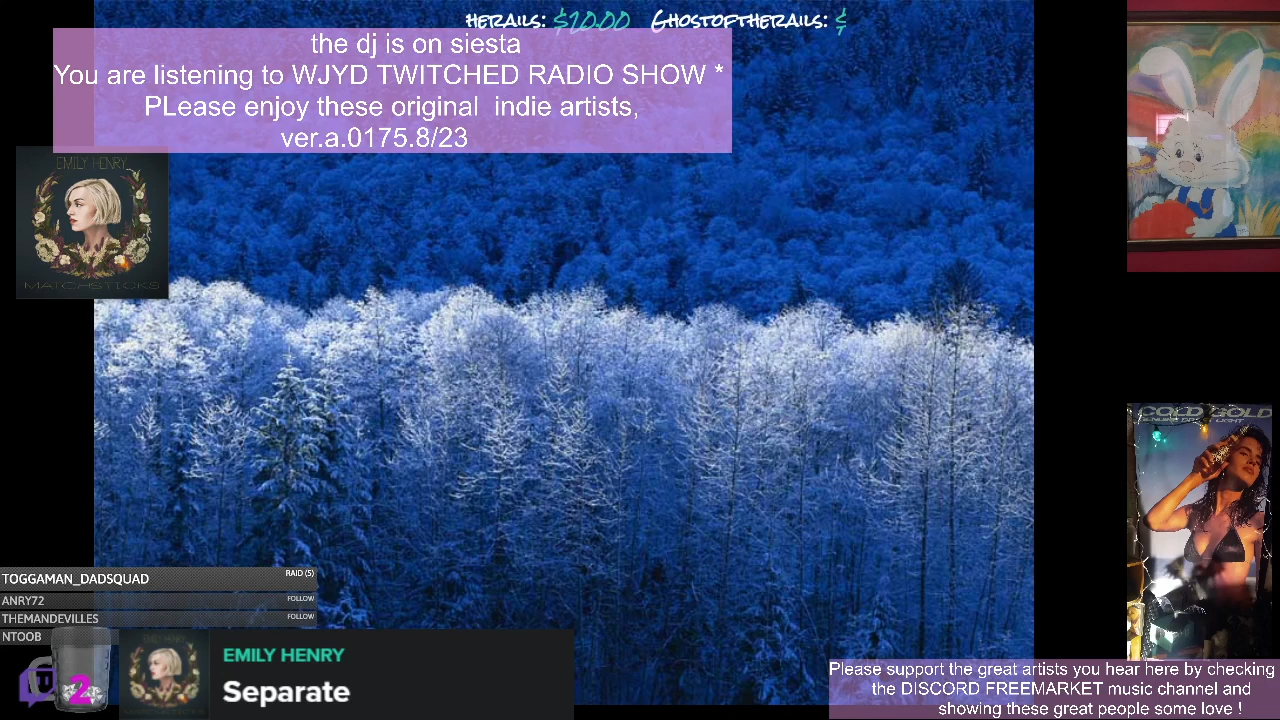 herails: $20.00 Ghostoftherails: $
the dj is on siesta
You are listening to WJYD TWITCHED RADIO SHOW *
PLease enjoy these original indie artists,
ver.a.0175.8/23
EMILY HENRY
MATCHSTICKS
COLD GOLD
TOGGAMAN_DADSQUAD RAID (5)
ANRY72 FOLLOW
THEMANDEVILLES FOLLOW
NTOOB
2
EMILY HENRY
Separate
Please support the great artists you hear here by checking
the DISCORD FREEMARKET music channel and
showing these great people some love !